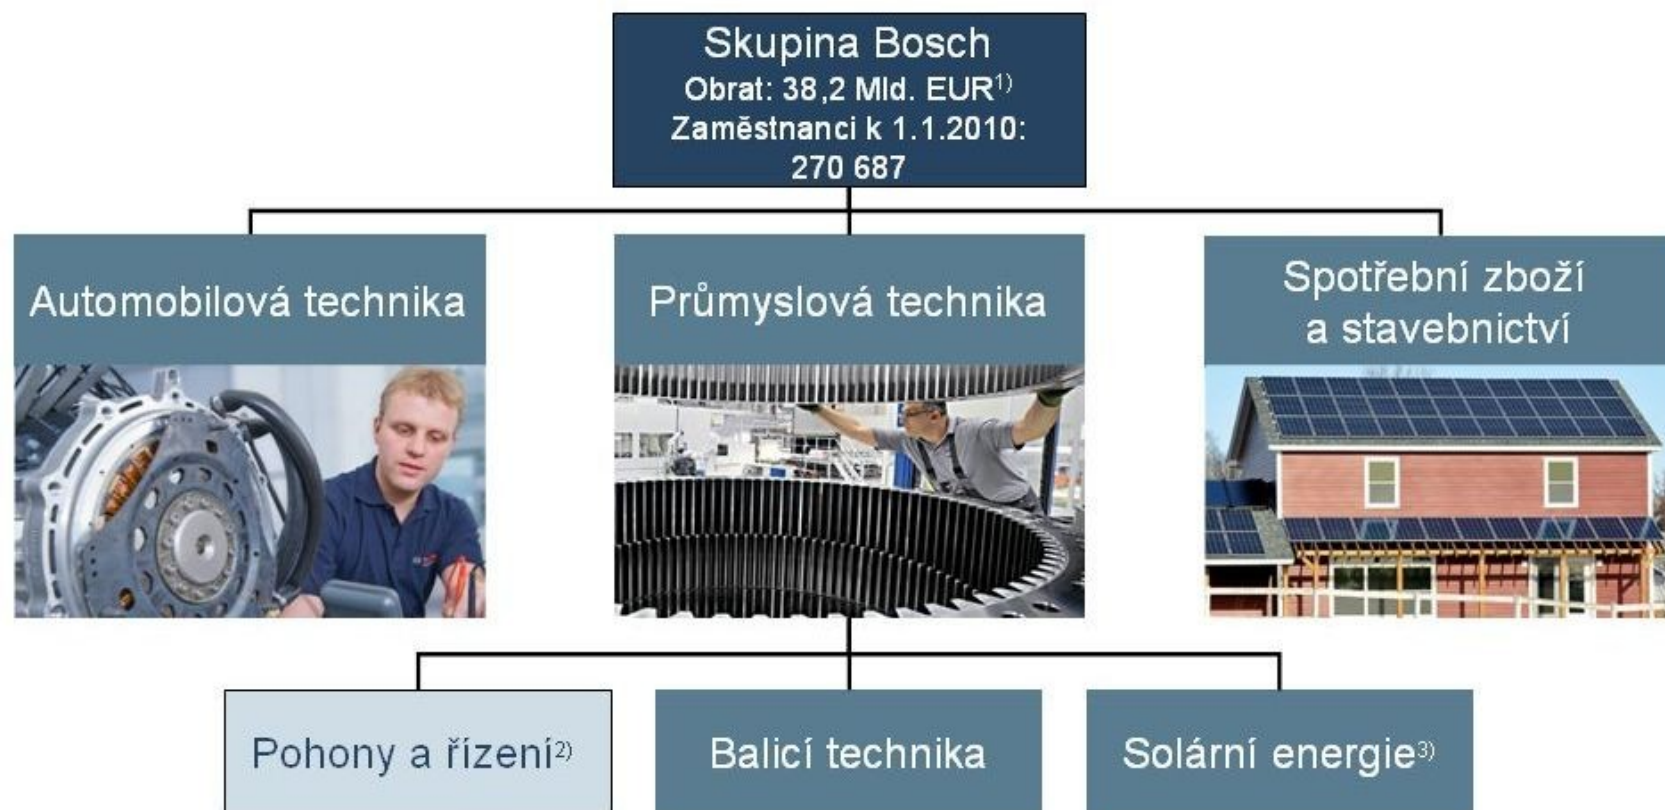 Skupina Bosch
Obrat: 38,2 Mld. EUR1)
Zaměstnanci k 1.1.2010:
270 687
Automobilová technika
Průmyslová technika
Spotřební zboží
a stavebnictví
Pohony a řízení2)
Balicí technika
Solární energie3)